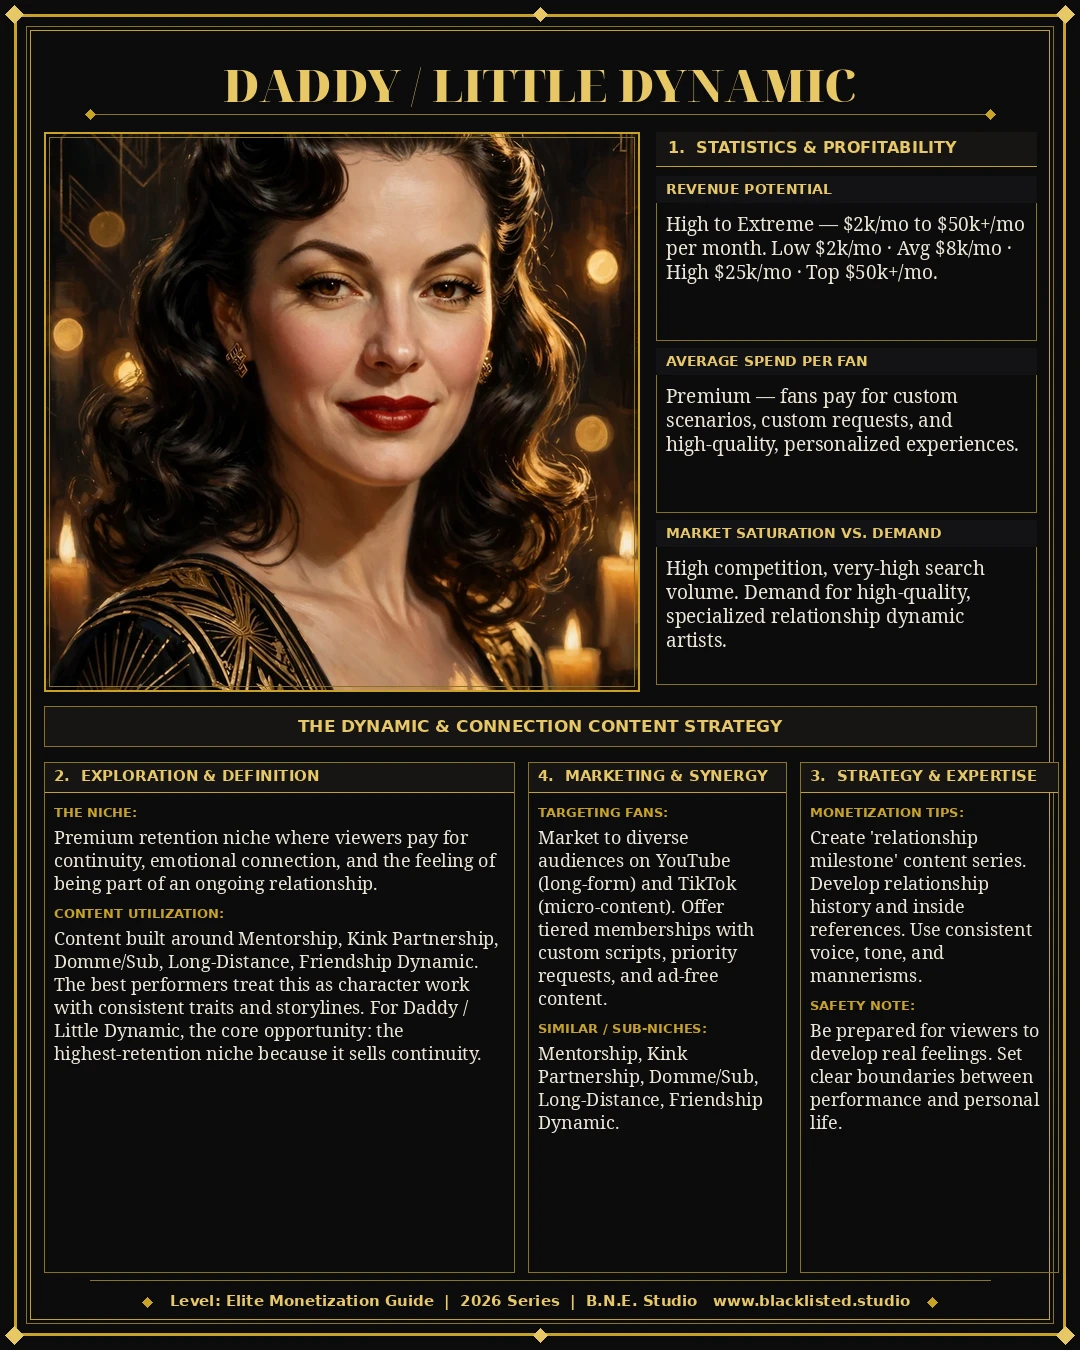 DADDY / LITTLE DYNAMIC
1. STATISTICS & PROFITABILITY
REVENUE POTENTIAL
High to Extreme — $2k/mo to $50k+/mo
per month. Low $2k/mo · Avg $8k/mo ·
High $25k/mo · Top $50k+/mo.
AVERAGE SPEND PER FAN
Premium — fans pay for custom
scenarios, custom requests, and
high-quality, personalized experiences.
MARKET SATURATION VS. DEMAND
High competition, very-high search
volume. Demand for high-quality,
specialized relationship dynamic
artists.
THE DYNAMIC & CONNECTION CONTENT STRATEGY
2. EXPLORATION & DEFINITION
THE NICHE:
Premium retention niche where viewers pay for
continuity, emotional connection, and the feeling of
being part of an ongoing relationship.
CONTENT UTILIZATION:
Content built around Mentorship, Kink Partnership,
Domme/Sub, Long-Distance, Friendship Dynamic.
The best performers treat this as character work
with consistent traits and storylines. For Daddy /
Little Dynamic, the core opportunity: the
highest-retention niche because it sells continuity.
4. MARKETING & SYNERGY
TARGETING FANS:
Market to diverse
audiences on YouTube
(long-form) and TikTok
(micro-content). Offer
tiered memberships with
custom scripts, priority
requests, and ad-free
content.
SIMILAR / SUB-NICHES:
Mentorship, Kink
Partnership, Domme/Sub,
Long-Distance, Friendship
Dynamic.
3. STRATEGY & EXPERTISE
MONETIZATION TIPS:
Create 'relationship
milestone' content series.
Develop relationship
history and inside
references. Use consistent
voice, tone, and
mannerisms.
SAFETY NOTE:
Be prepared for viewers to
develop real feelings. Set
clear boundaries between
performance and personal
life.
Level: Elite Monetization Guide | 2026 Series | B.N.E. Studio www.blacklisted.studio